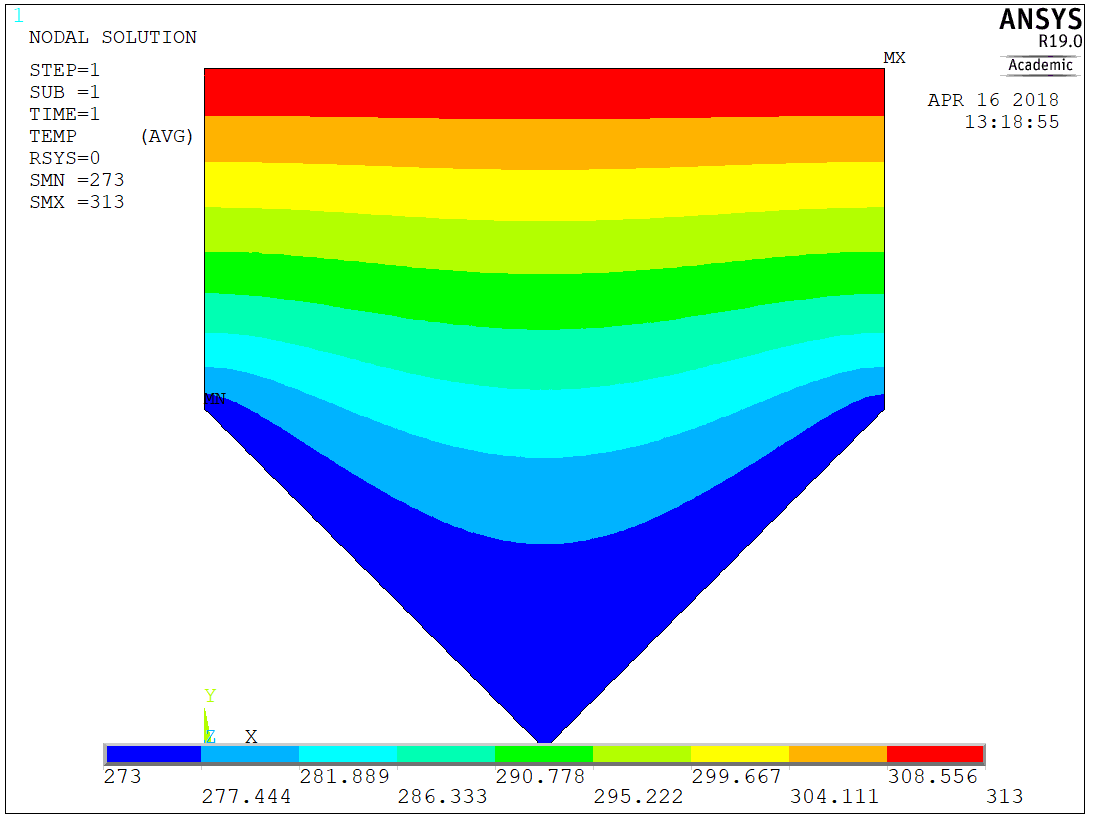 1
NODAL SOLUTION
STEP=1
SUB =1
TIME=1
TEMP (AVG)
RSYS=0
SMN =273
SMX =313
ANSYS
R19.0
Academic
APR 16 2018
13:18:55
MX
MN
Y
Z X
273 281.889 290.778 299.667 308.556
277.444 286.333 295.222 304.111 313